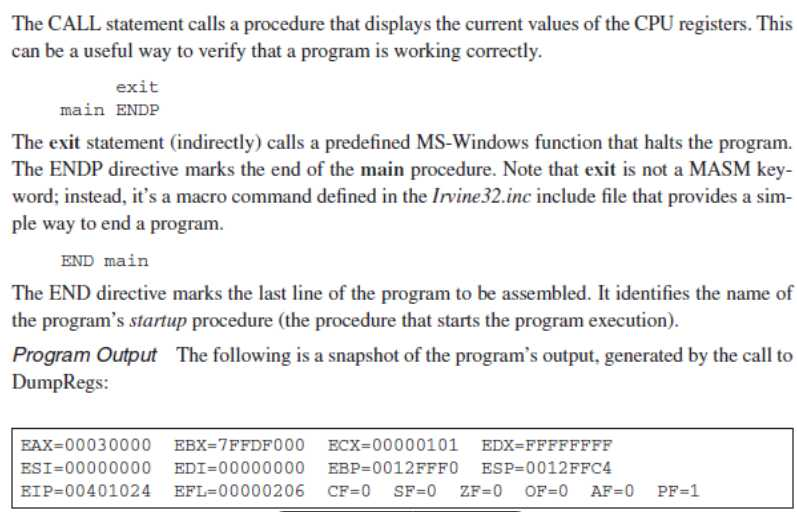 The CALL statement calls a procedure that displays the current values of the CPU registers. This
can be a useful way to verify that a program is working correctly.
exit
main ENDP
The exit statement (indirectly) calls a predefined MS-Windows function that halts the program.
The ENDP directive marks the end of the main procedure. Note that exit is not a MASM key-
word; instead, it's a macro command defined in the Irvine32.inc include file that provides a sim-
ple way to end a program.
END main
The END directive marks the last line of the program to be assembled. It identifies the name of
the program's startup procedure (the procedure that starts the program execution).
Program Output The following is a snapshot of the program's output, generated by the call to
DumpRegs:
EAX=00030000 EBX=7FFDF000 ECX=00000101 EDX=FFFFFFFF
ESI=00000000 EDI=00000000 EBP=0012FFF0 ESP=0012FFC4
EIP=00401024 EFL=00000206 CF=0 SF=0 ZF=0 OF=0 AF=0 PF=1